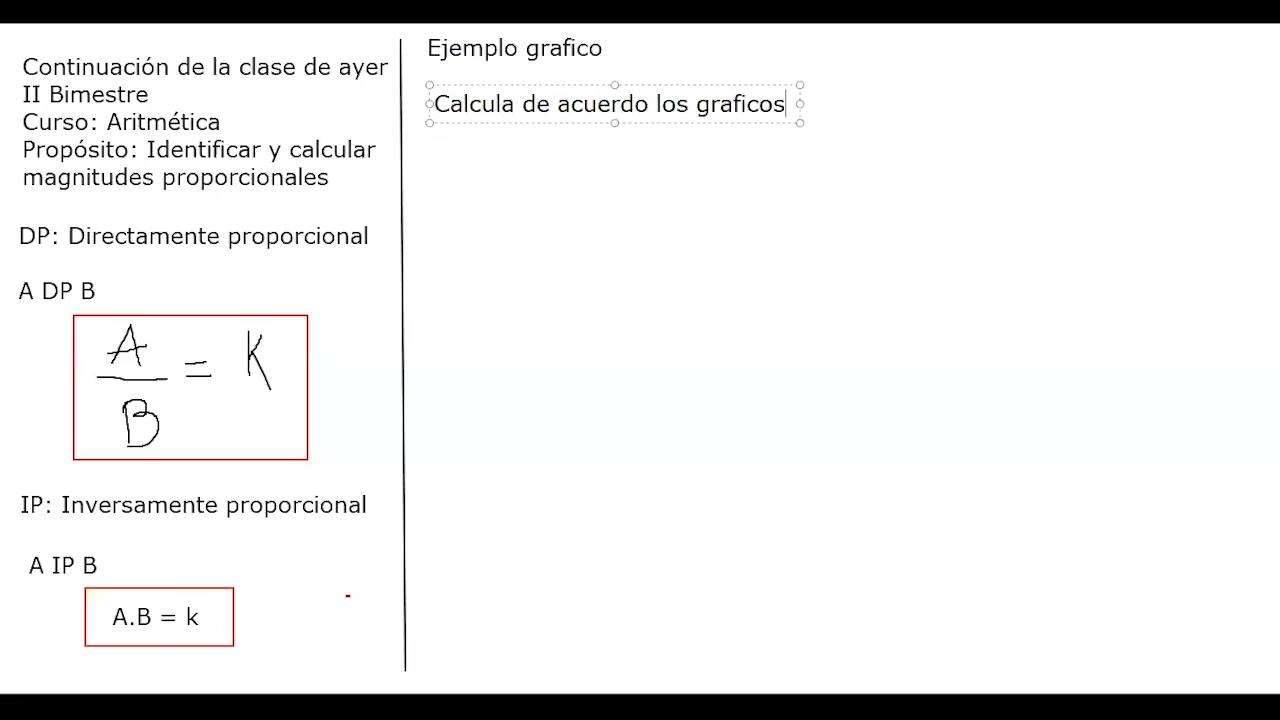 Continuación de la clase de ayer
II Bimestre
Curso: Aritmética
Propósito: Identificar y calcular
magnitudes proporcionales
DP: Directamente proporcional
A DP B
A
B
= K
IP: Inversamente proporcional
A IP B
A.B = k
Ejemplo grafico
Calcula de acuerdo los graficos